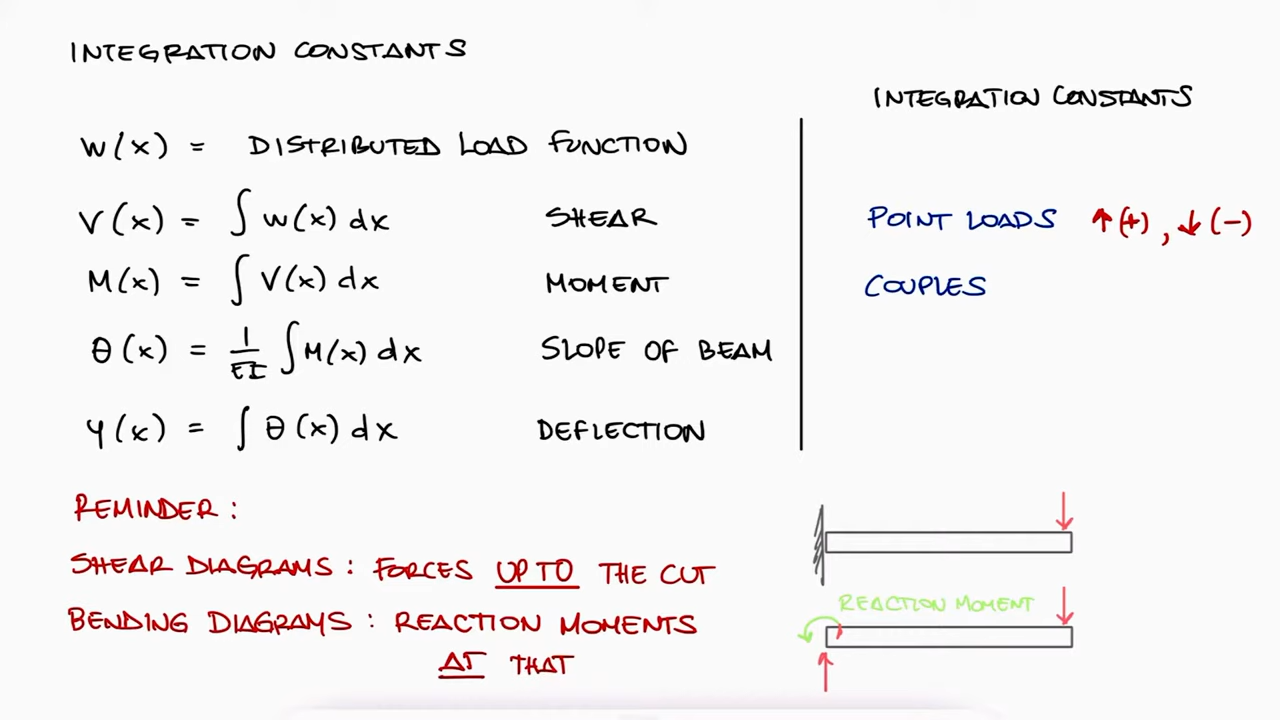 INTEGRATION CONSTANTS
INTEGRATION CONSTANTS
W(x) = DISTRIBUTED LOAD FUNCTION
V(x) = ∫ w(x) dx SHEAR POINT LOADS ↑(+), ↓(-)
M(x) = ∫ V(x) dx MOMENT COUPLES
θ(x) = 1/EI ∫ M(x) dx SLOPE OF BEAM
y(x) = ∫ θ(x) dx DEFLECTION
REMINDER:
SHEAR DIAGRAMS: FORCES UP TO THE CUT
BENDING DIAGRAMS: REACTION MOMENTS
AT THAT
REACTION MOMENT